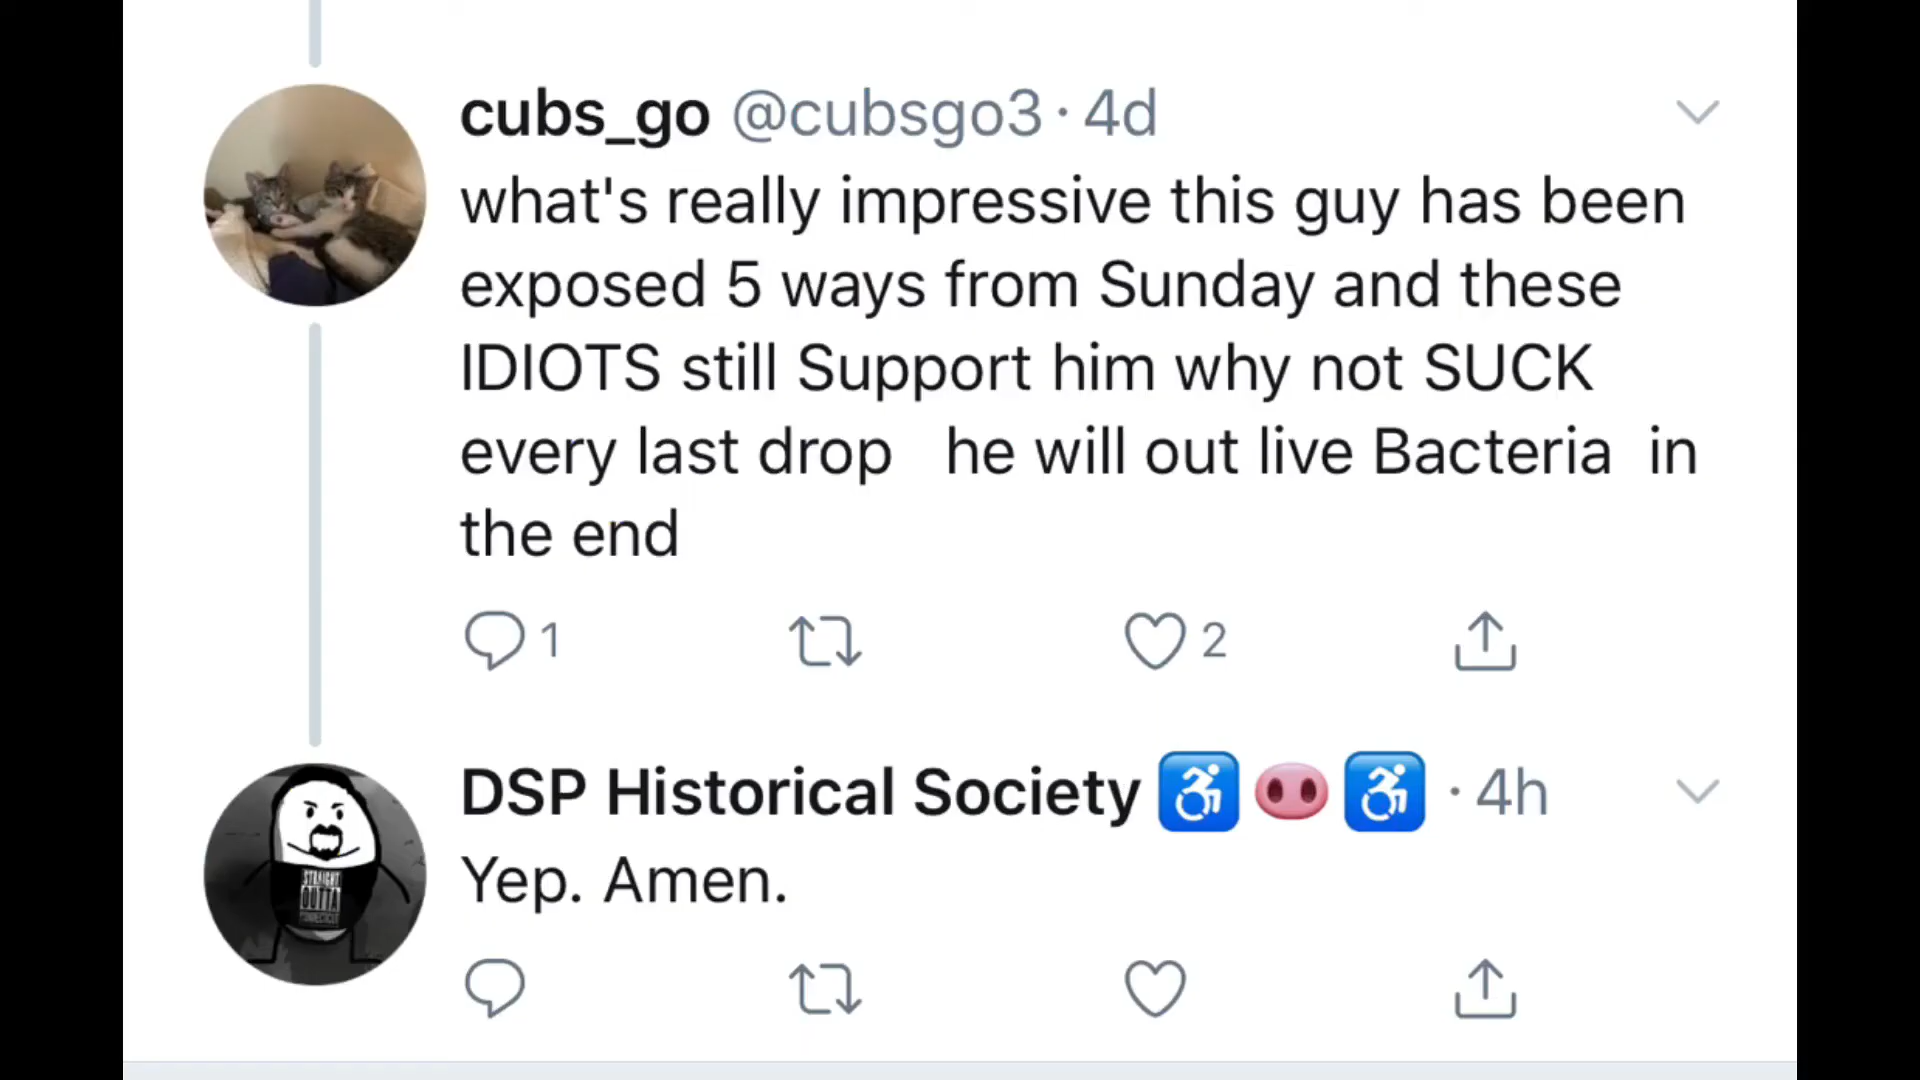 cubs_go @cubsgo3 · 4d
what's really impressive this guy has been
exposed 5 ways from Sunday and these
IDIOTS still Support him why not SUCK
every last drop   he will out live Bacteria  in
the end
1
2
DSP Historical Society ♿🐽♿ · 4h
Yep. Amen.
STRAIGHT
OUTTA